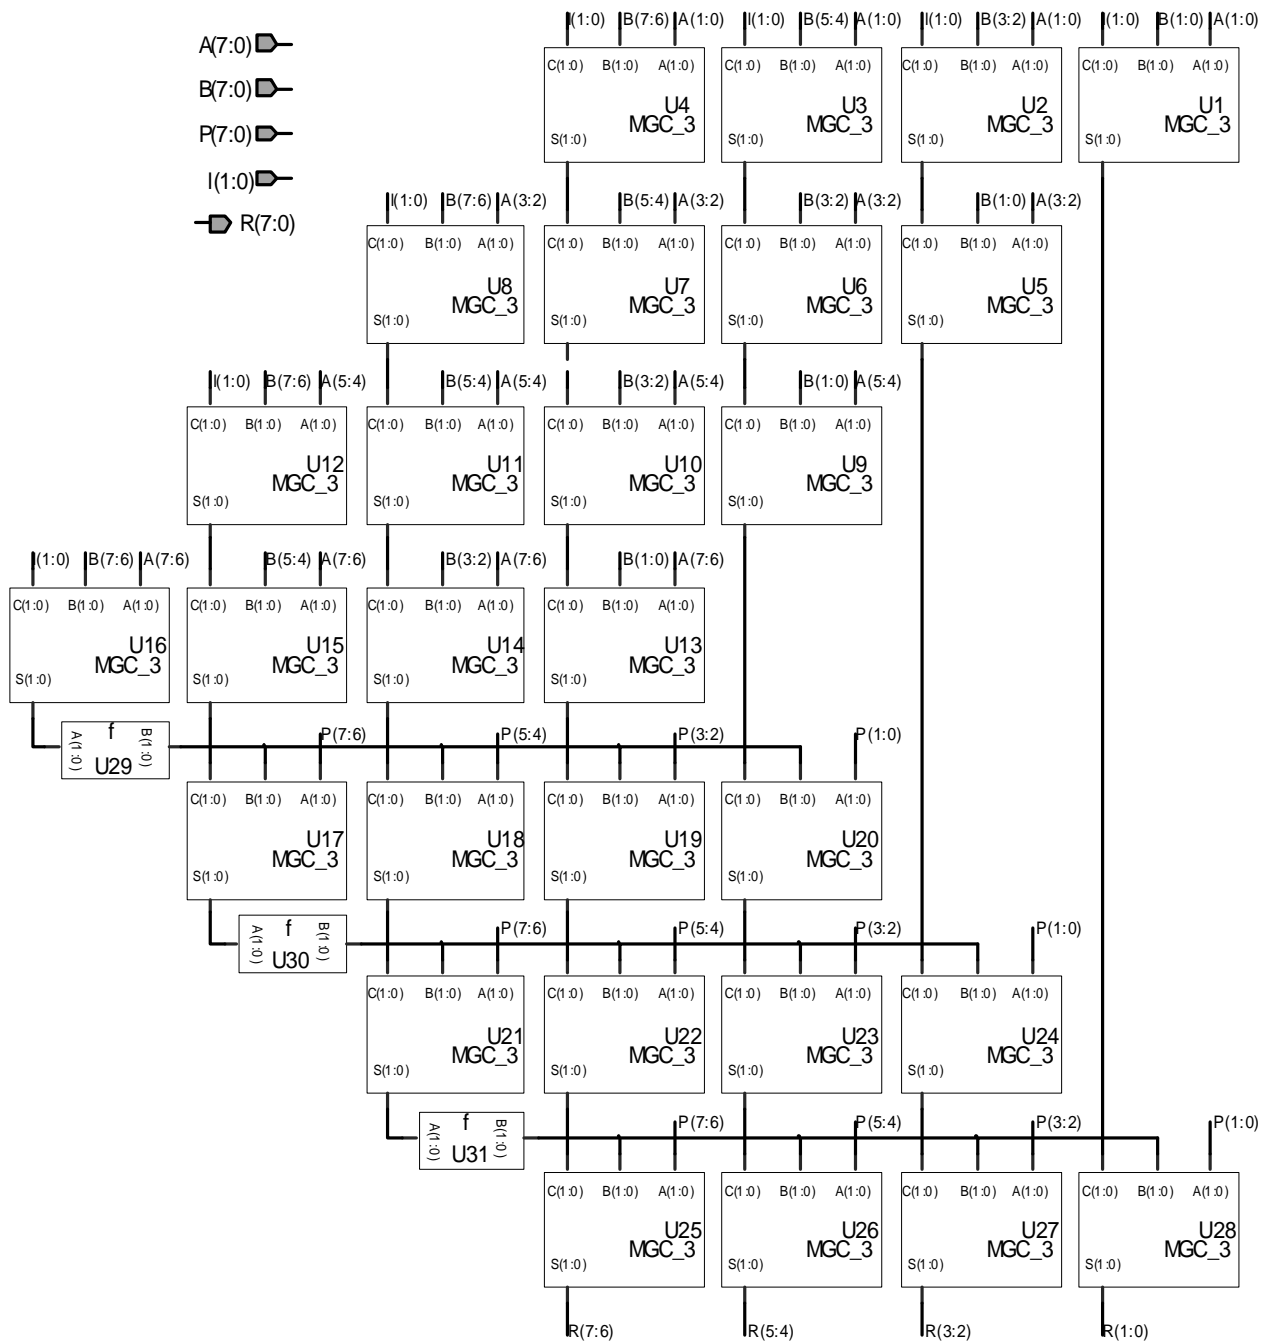 I(1:0) B(7:6) A(1:0) I(1:0) B(5:4) A(1:0) I(1:0) B(3:2) A(1:0) I(1:0) B(1:0) A(1:0)
A(7:0)
B(7:0)
P(7:0)
I(1:0)
R(7:0)
C(1:0) B(1:0) A(1:0) C(1:0) B(1:0) A(1:0) C(1:0) B(1:0) A(1:0) C(1:0) B(1:0) A(1:0)
U4 U3 U2 U1
MGC_3 MGC_3 MGC_3 MGC_3
S(1:0) S(1:0) S(1:0) S(1:0)
I(1:0) B(7:6) A(3:2) B(5:4) A(3:2) B(3:2) A(3:2) B(1:0) A(3:2)
C(1:0) B(1:0) A(1:0) C(1:0) B(1:0) A(1:0) C(1:0) B(1:0) A(1:0) C(1:0) B(1:0) A(1:0)
U8 U7 U6 U5
MGC_3 MGC_3 MGC_3 MGC_3
S(1:0) S(1:0) S(1:0) S(1:0)
I(1:0) B(7:6) A(5:4) B(5:4) A(5:4) B(3:2) A(5:4) B(1:0) A(5:4)
C(1:0) B(1:0) A(1:0) C(1:0) B(1:0) A(1:0) C(1:0) B(1:0) A(1:0) C(1:0) B(1:0) A(1:0)
U12 U11 U10 U9
MGC_3 MGC_3 MGC_3 MGC_3
S(1:0) S(1:0) S(1:0) S(1:0)
I(1:0) B(7:6) A(7:6) B(5:4) A(7:6) B(3:2) A(7:6) B(1:0) A(7:6)
C(1:0) B(1:0) A(1:0) C(1:0) B(1:0) A(1:0) C(1:0) B(1:0) A(1:0) C(1:0) B(1:0) A(1:0)
U16 U15 U14 U13
MGC_3 MGC_3 MGC_3 MGC_3
S(1:0) S(1:0) S(1:0) S(1:0)
A(1:0) f B(1:0) P(7:6) P(5:4) P(3:2) P(1:0)
U29
C(1:0) B(1:0) A(1:0) C(1:0) B(1:0) A(1:0) C(1:0) B(1:0) A(1:0) C(1:0) B(1:0) A(1:0)
U17 U18 U19 U20
MGC_3 MGC_3 MGC_3 MGC_3
S(1:0) S(1:0) S(1:0) S(1:0)
A(1:0) f B(1:0) P(7:6) P(5:4) P(3:2) P(1:0)
U30
C(1:0) B(1:0) A(1:0) C(1:0) B(1:0) A(1:0) C(1:0) B(1:0) A(1:0) C(1:0) B(1:0) A(1:0)
U21 U22 U23 U24
MGC_3 MGC_3 MGC_3 MGC_3
S(1:0) S(1:0) S(1:0) S(1:0)
A(1:0) f B(1:0) P(7:6) P(5:4) P(3:2) P(1:0)
U31
C(1:0) B(1:0) A(1:0) C(1:0) B(1:0) A(1:0) C(1:0) B(1:0) A(1:0) C(1:0) B(1:0) A(1:0)
U25 U26 U27 U28
MGC_3 MGC_3 MGC_3 MGC_3
S(1:0) S(1:0) S(1:0) S(1:0)
R(7:6) R(5:4) R(3:2) R(1:0)